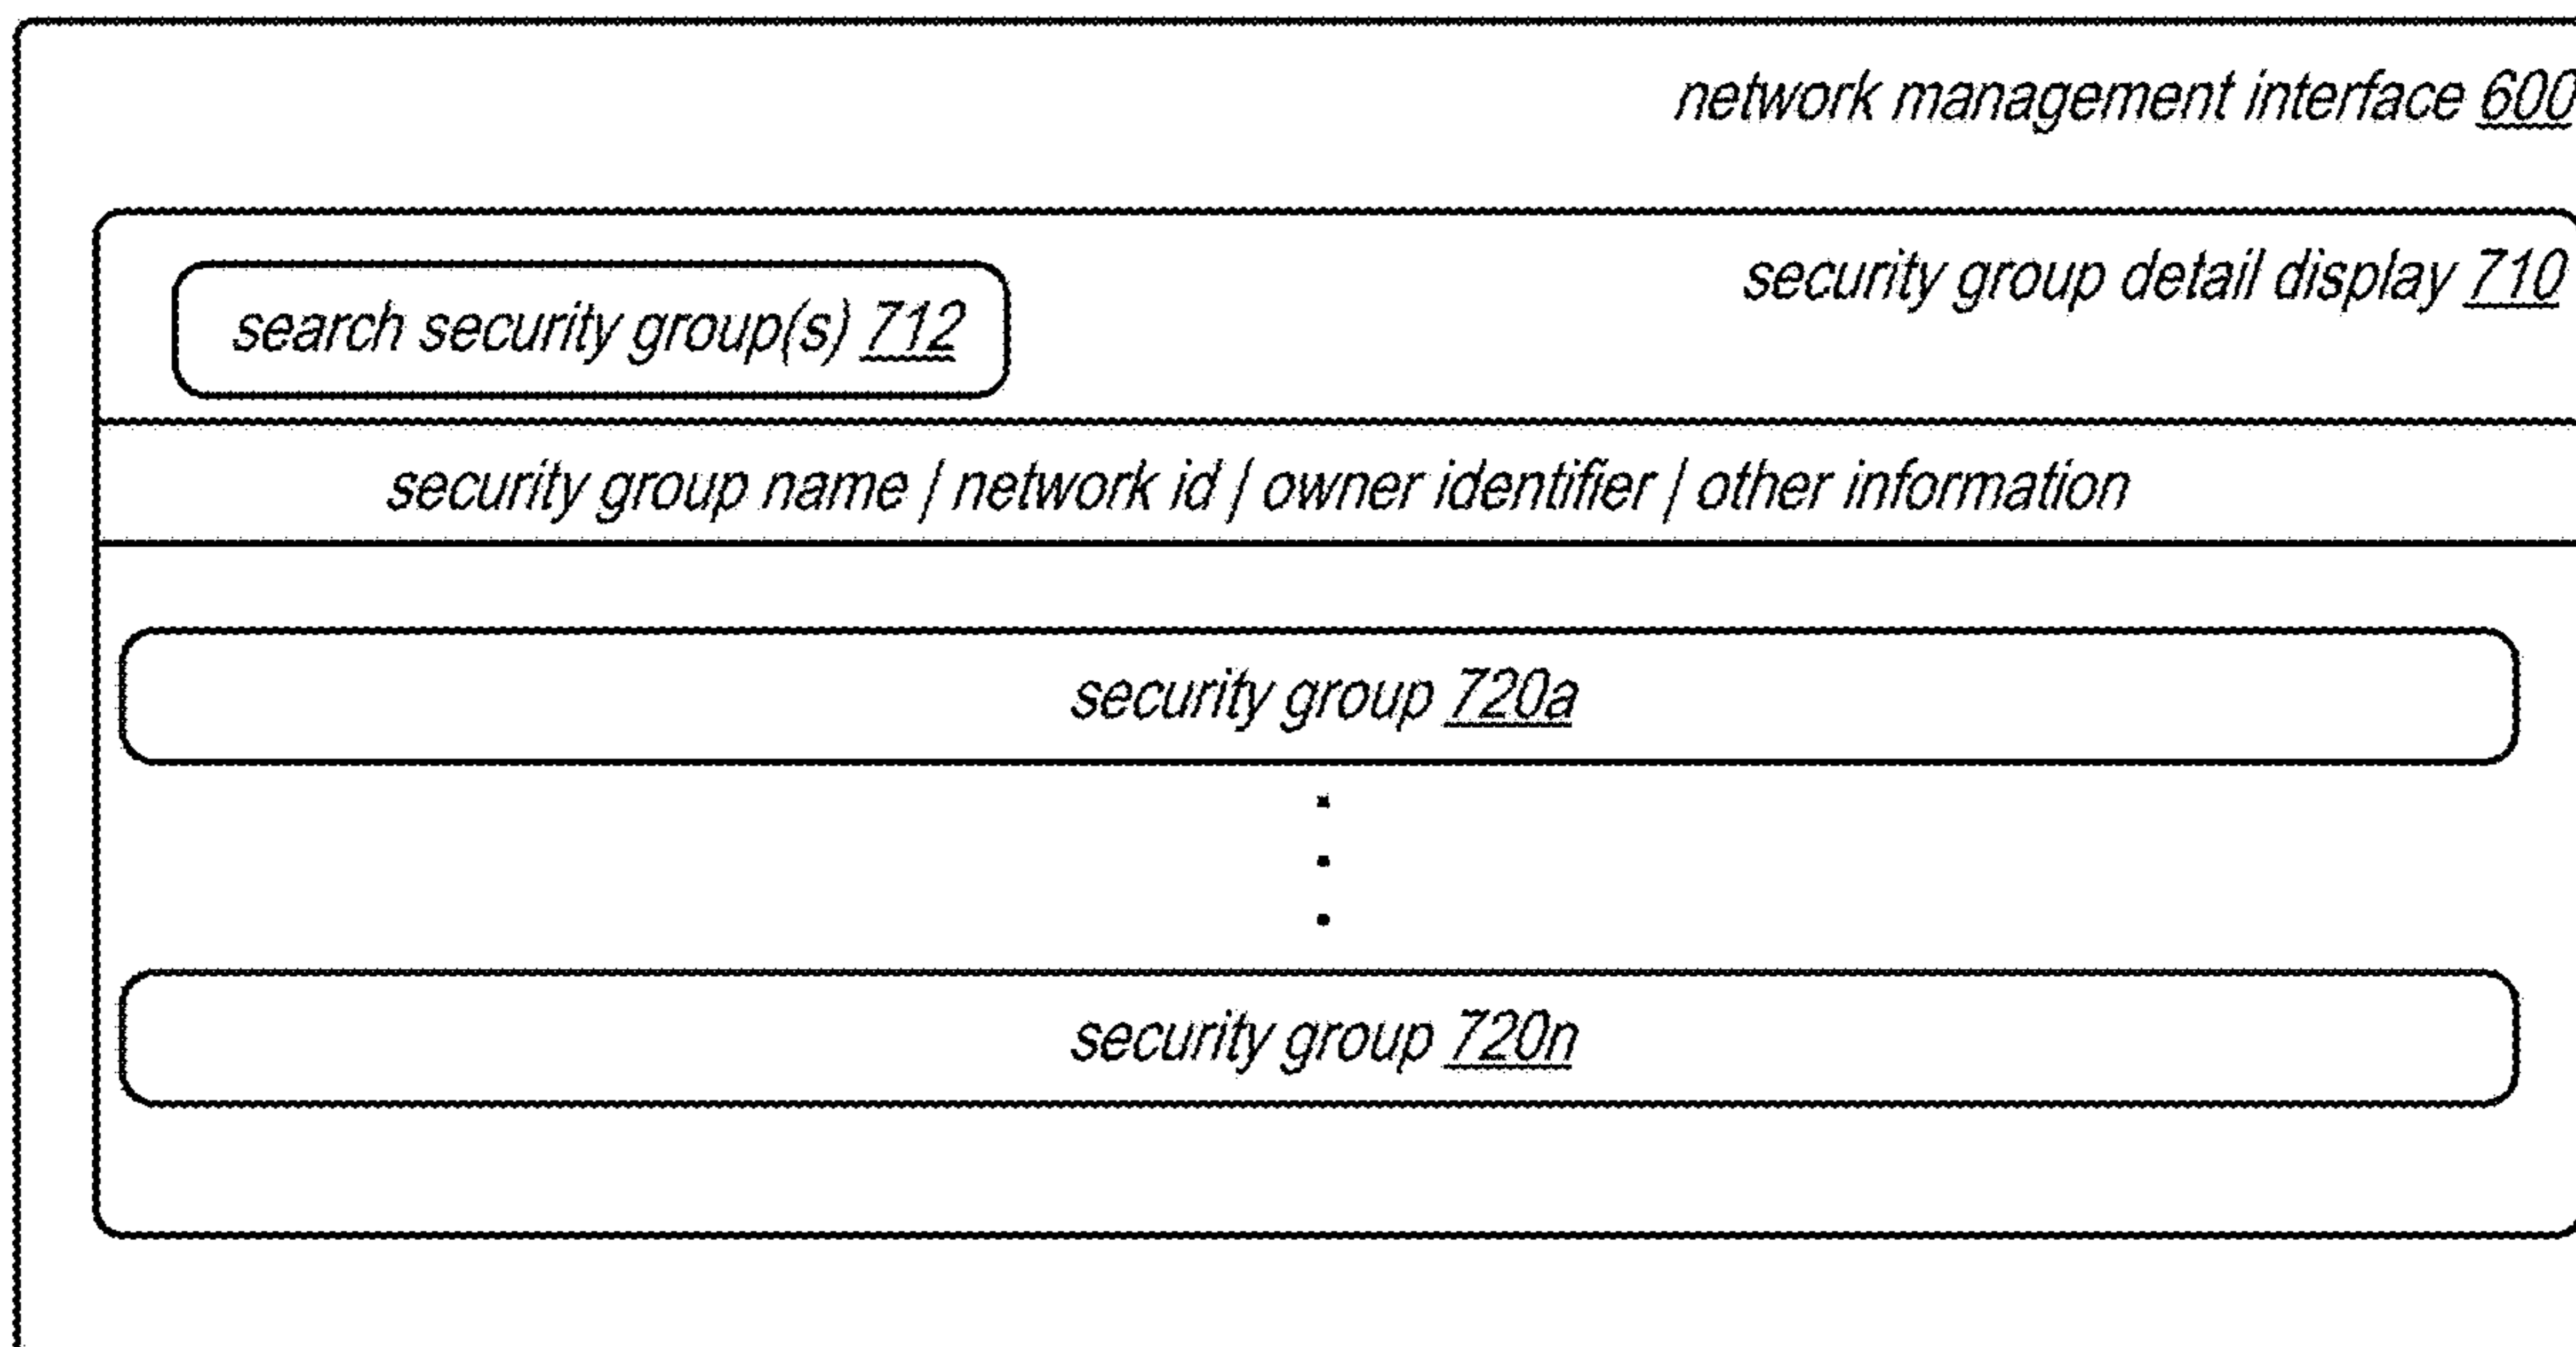 network management interface 600
security group detail display 710
search security group(s) 712
security group name | network id | owner identifier | other information
security group 720a
security group 720n